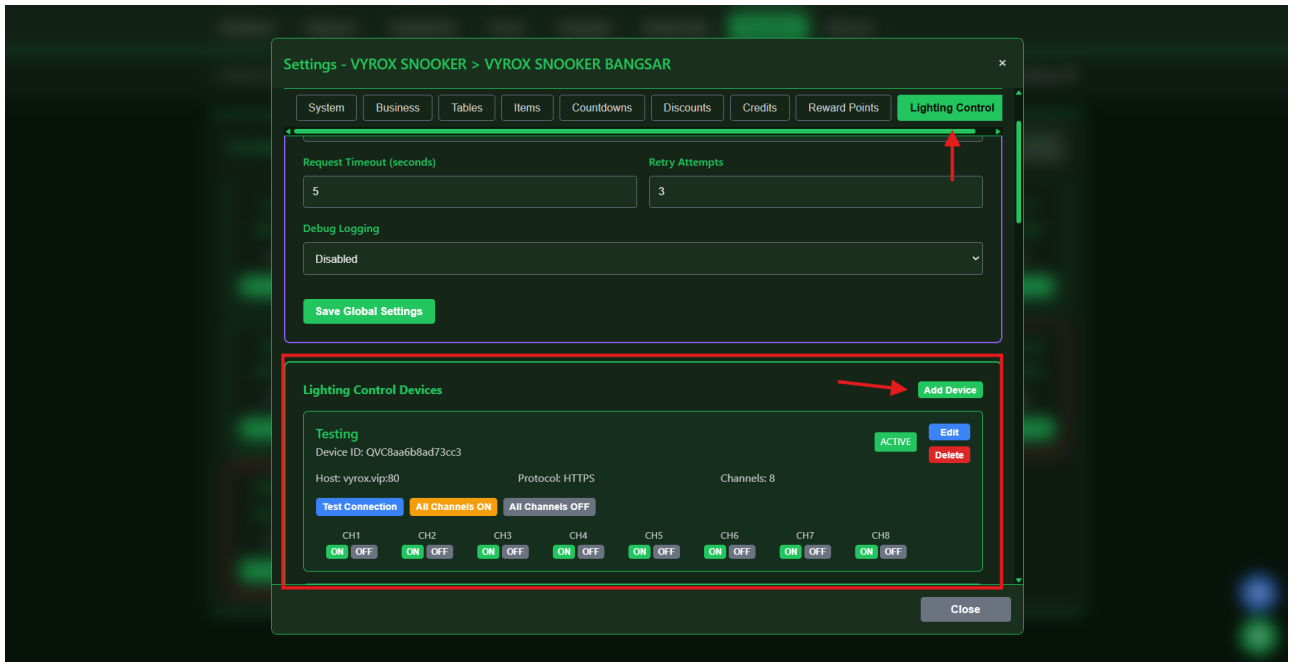 Settings - VYROX SNOOKER > VYROX SNOOKER BANGSAR ×
System Business Tables Items Countdowns Discounts Credits Reward Points Lighting Control
Request Timeout (seconds) Retry Attempts
5 3
Debug Logging
Disabled
Save Global Settings
Lighting Control Devices Add Device
Testing
Device ID: QVC8aa6b8ad73cc3
ACTIVE Edit
Delete
Host: vyrox.vip:80 Protocol: HTTPS Channels: 8
Test Connection All Channels ON All Channels OFF
CH1 CH2 CH3 CH4 CH5 CH6 CH7 CH8
ON OFF ON OFF ON OFF ON OFF ON OFF ON OFF ON OFF ON OFF
Close